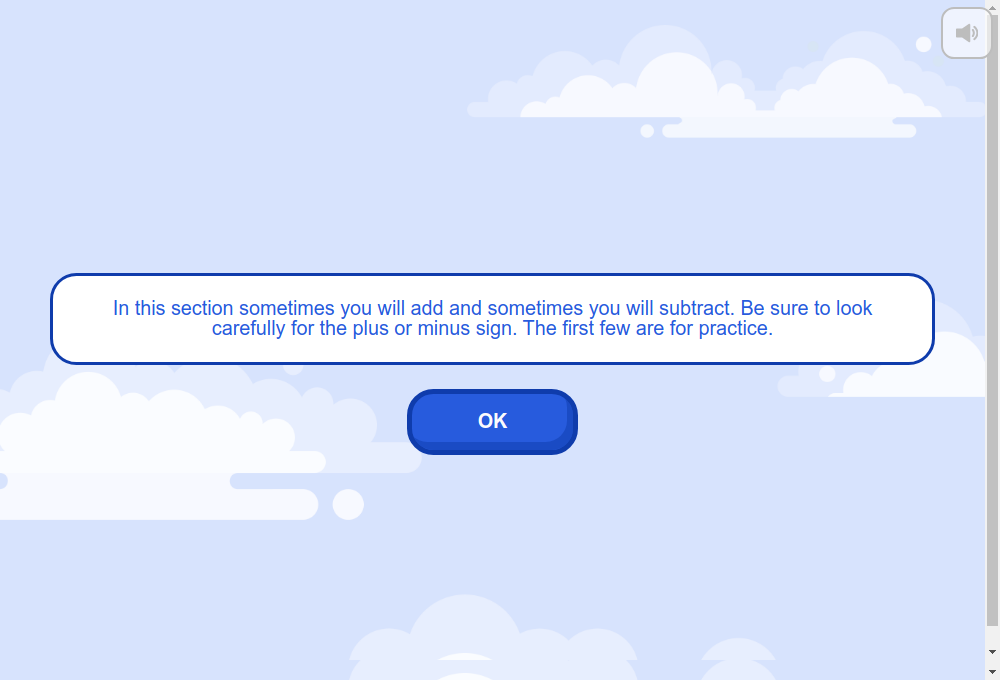 In this section sometimes you will add and sometimes you will subtract. Be sure to look
carefully for the plus or minus sign. The first few are for practice.
OK